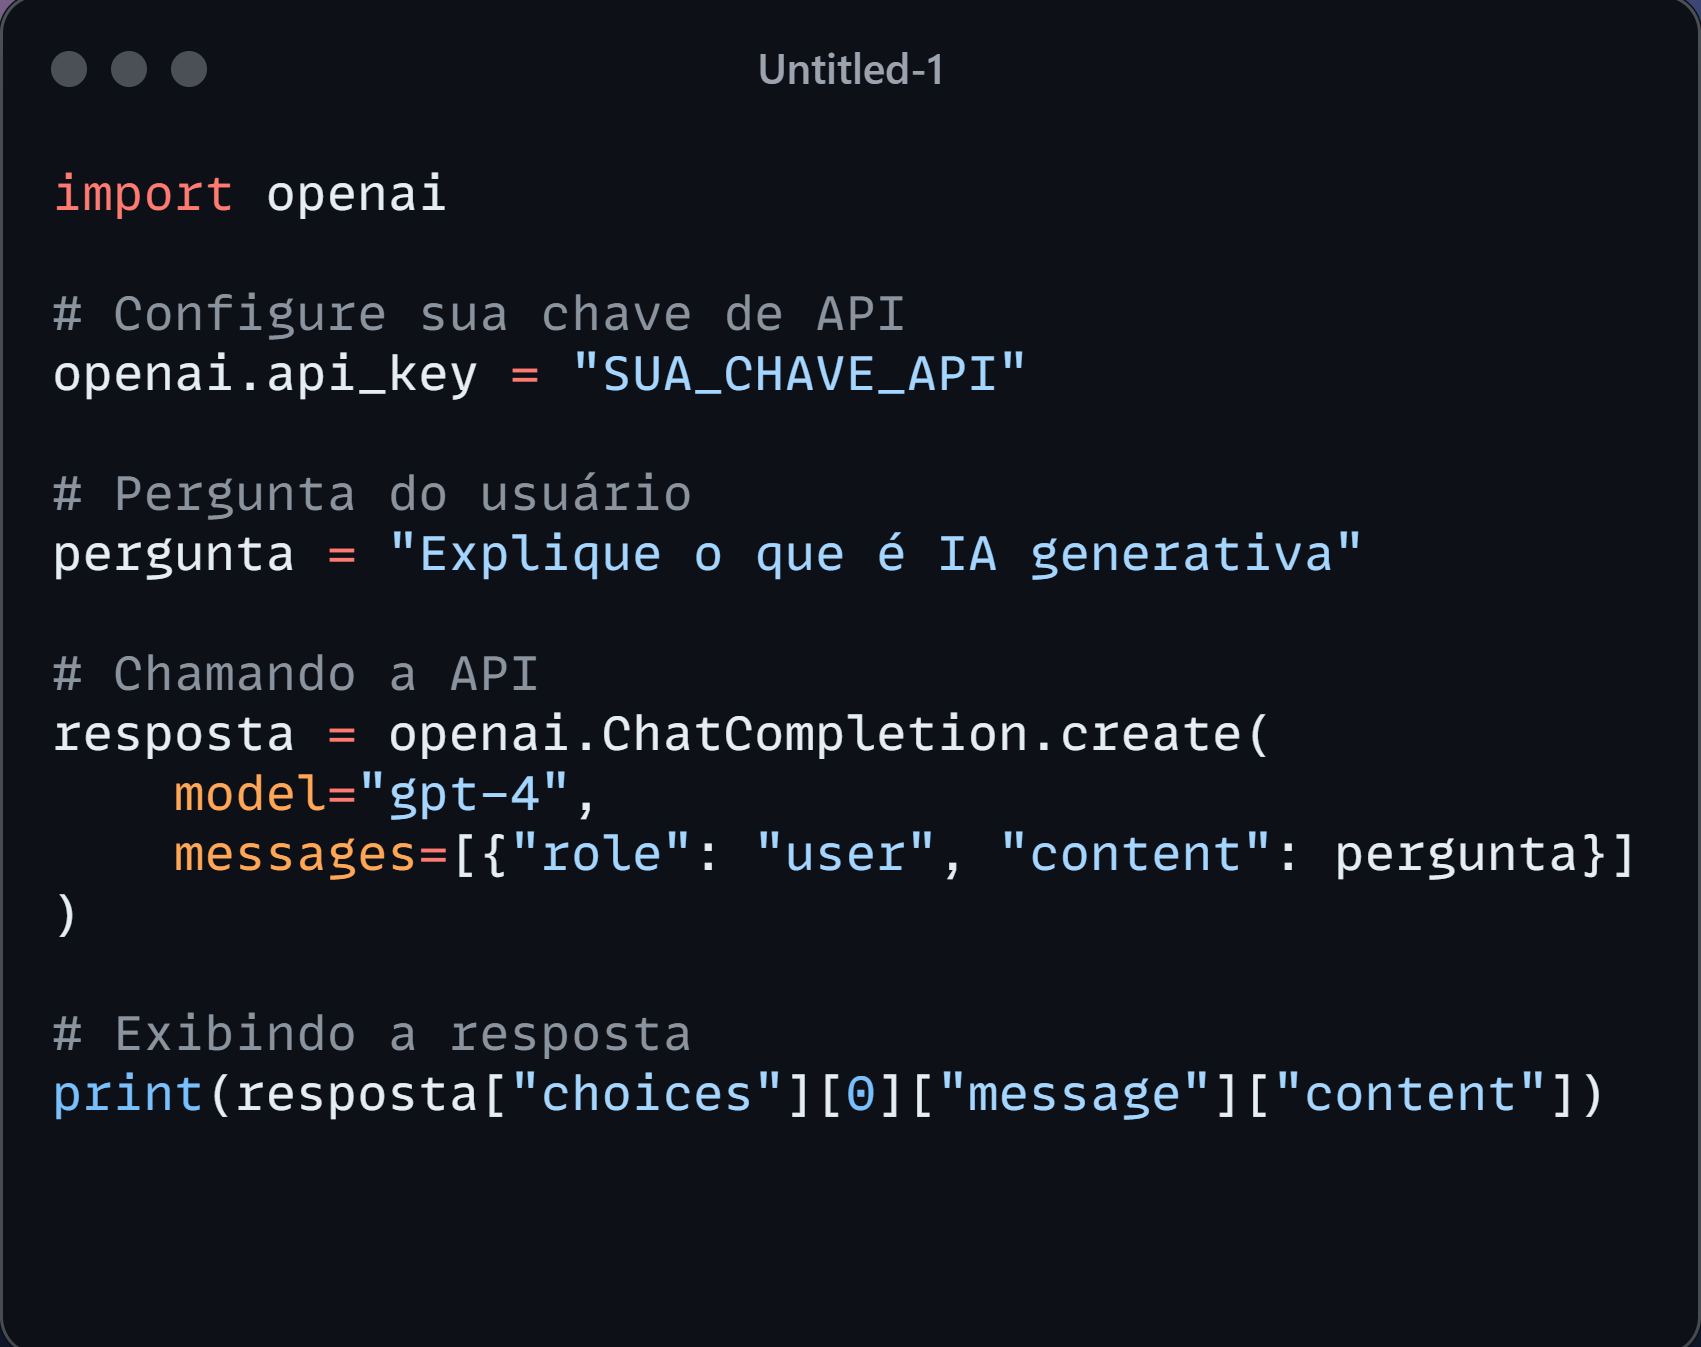 Untitled-1
import openai
# Configure sua chave de API
openai.api_key = "SUA_CHAVE_API"
# Pergunta do usuário
pergunta = "Explique o que é IA generativa"
# Chamando a API
resposta = openai.ChatCompletion.create(
    model="gpt-4",
    messages=[{"role": "user", "content": pergunta}]
)
# Exibindo a resposta
print(resposta["choices"][0]["message"]["content"])